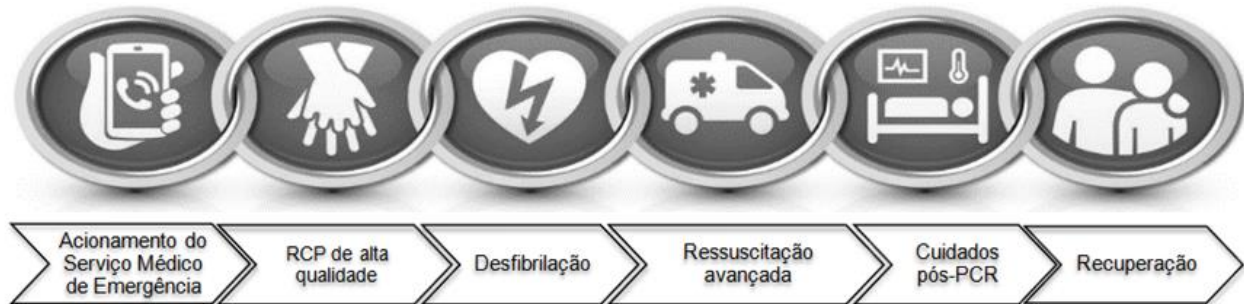 Acionamento do
Serviço Médico
de Emergência
RCP de alta
qualidade
Desfibrilação
Ressuscitação
avançada
Cuidados
pós-PCR
Recuperação